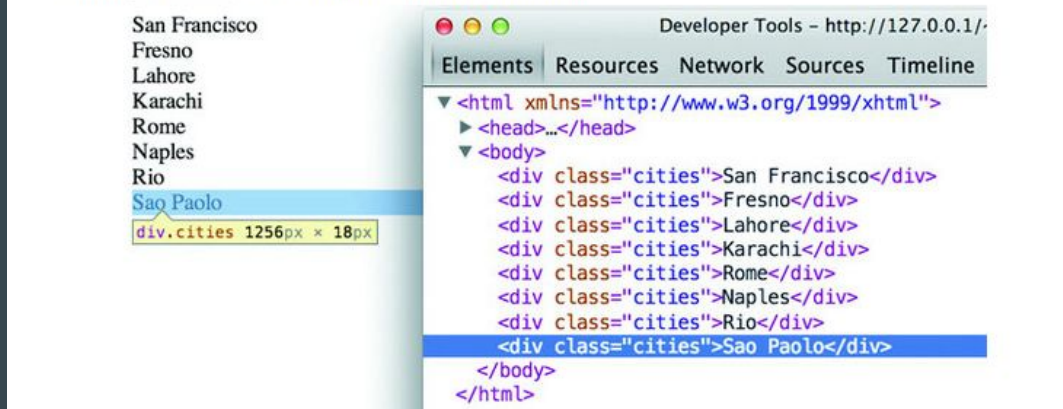 San Francisco
Fresno
Lahore
Karachi
Rome
Naples
Rio
Sao Paolo
div.cities 1256px × 18px
Developer Tools – http://127.0.0.1/~
Elements Resources Network Sources Timeline
▼<html xmlns="http://www.w3.org/1999/xhtml">
▶<head>…</head>
▼<body>
<div class="cities">San Francisco</div>
<div class="cities">Fresno</div>
<div class="cities">Lahore</div>
<div class="cities">Karachi</div>
<div class="cities">Rome</div>
<div class="cities">Naples</div>
<div class="cities">Rio</div>
<div class="cities">Sao Paolo</div>
</body>
</html>